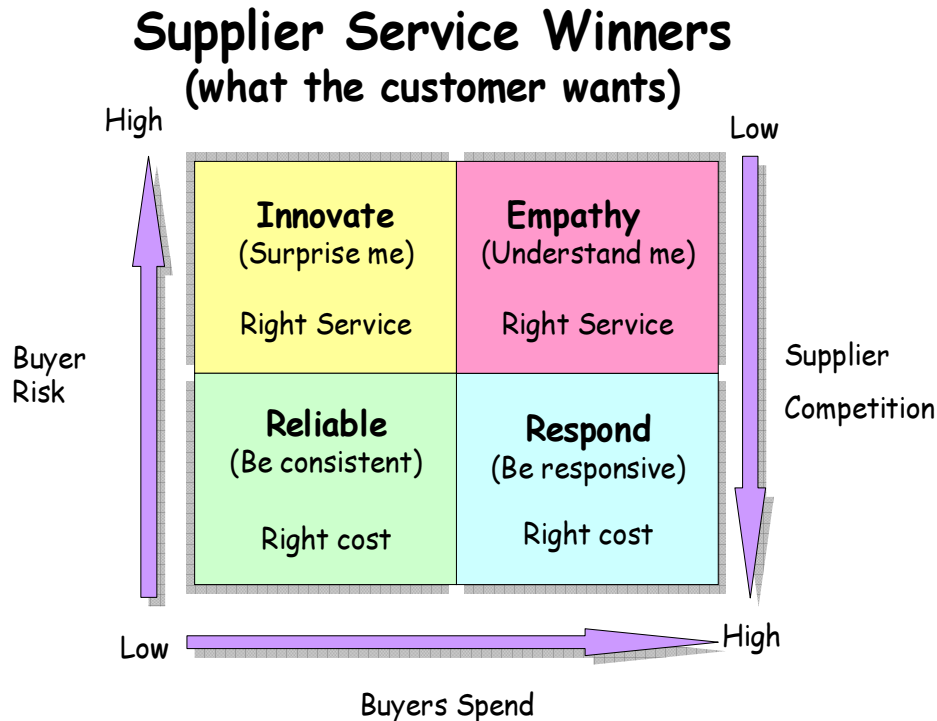 Supplier Service Winners
(what the customer wants)
High
Low
Innovate
(Surprise me)
Right Service
Empathy
(Understand me)
Right Service
Buyer
Risk
Supplier
Competition
Reliable
(Be consistent)
Right cost
Respond
(Be responsive)
Right cost
Low
High
Buyers Spend